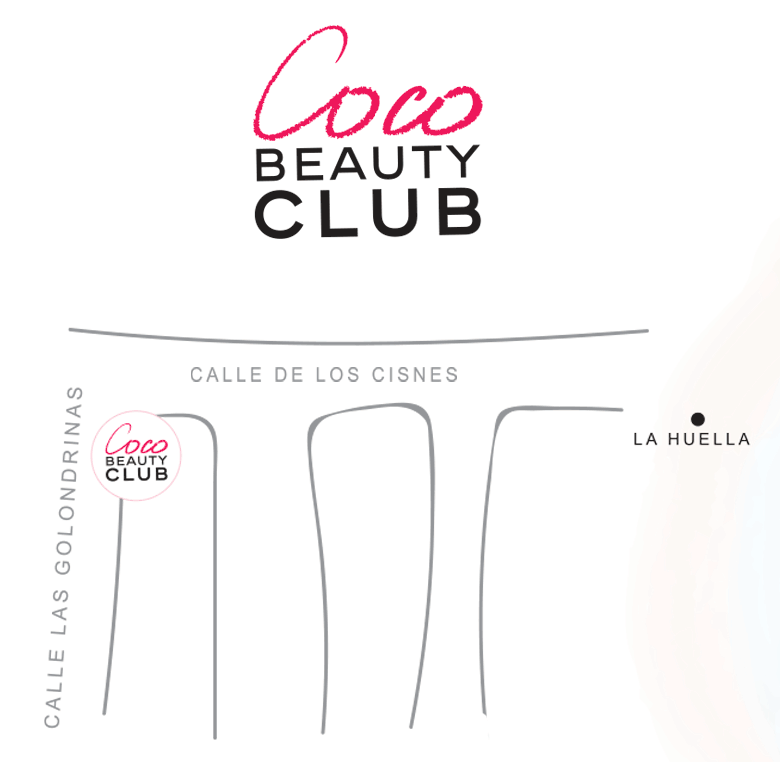 Coco
BEAUTY
CLUB
CALLE DE LOS CISNES
CALLE LAS GOLONDRINAS
Coco
BEAUTY
CLUB
LA HUELLA